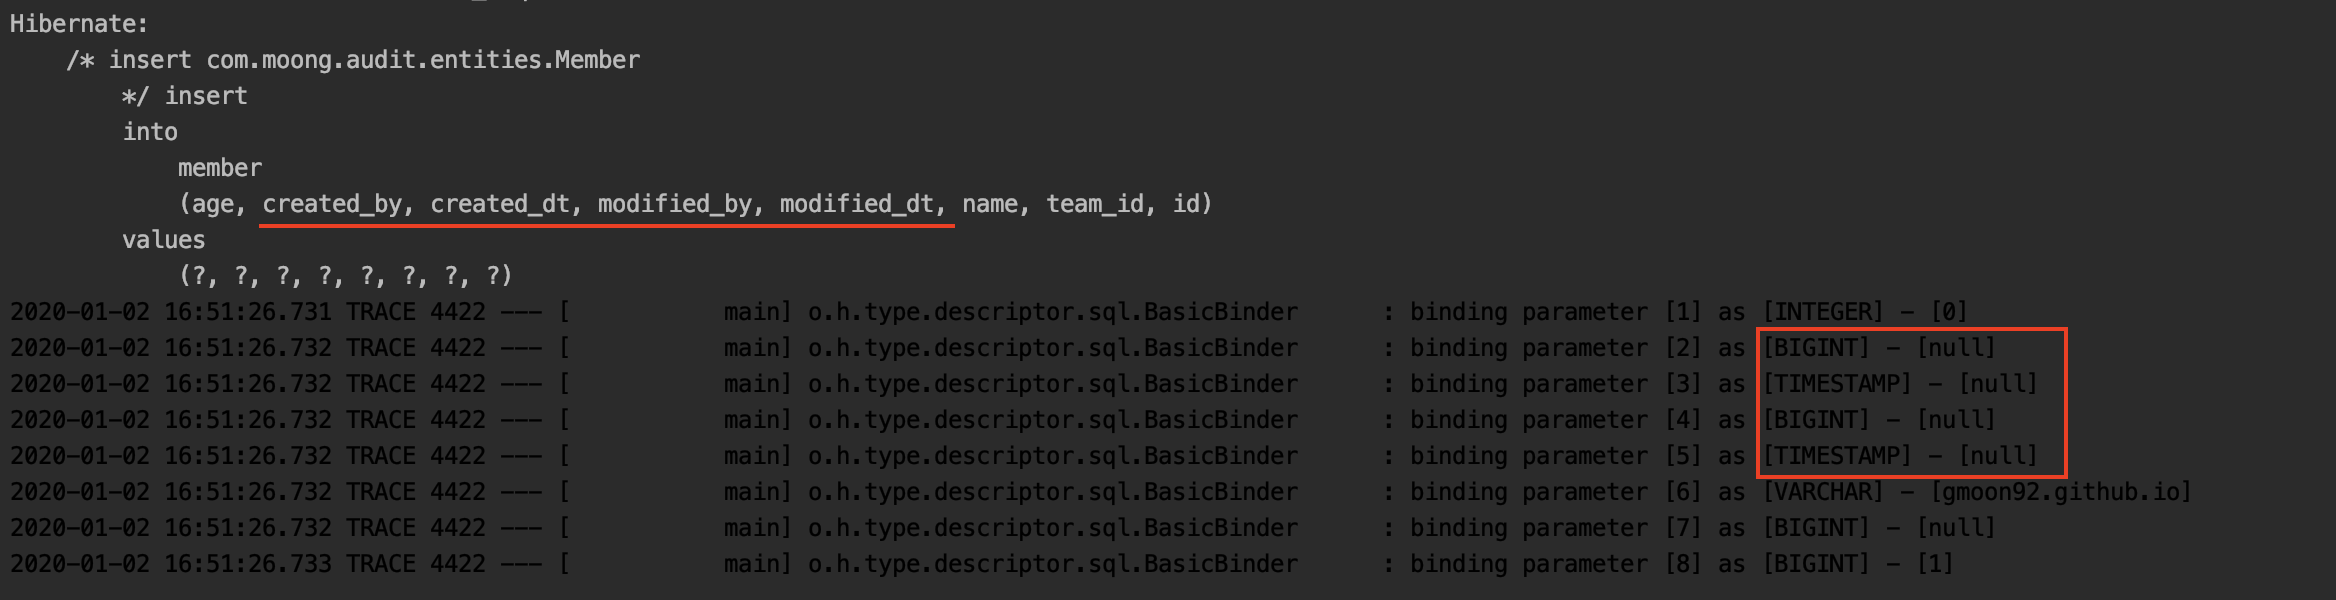 Hibernate:
/* insert com.moong.audit.entities.Member
*/ insert
into
member
(age, created_by, created_dt, modified_by, modified_dt, name, team_id, id)
values
(?, ?, ?, ?, ?, ?, ?, ?)
2020-01-02 16:51:26.731 TRACE 4422 --- [           main] o.h.type.descriptor.sql.BasicBinder      : binding parameter [1] as [INTEGER] - [0]
2020-01-02 16:51:26.732 TRACE 4422 --- [           main] o.h.type.descriptor.sql.BasicBinder      : binding parameter [2] as [BIGINT] - [null]
2020-01-02 16:51:26.732 TRACE 4422 --- [           main] o.h.type.descriptor.sql.BasicBinder      : binding parameter [3] as [TIMESTAMP] - [null]
2020-01-02 16:51:26.732 TRACE 4422 --- [           main] o.h.type.descriptor.sql.BasicBinder      : binding parameter [4] as [BIGINT] - [null]
2020-01-02 16:51:26.732 TRACE 4422 --- [           main] o.h.type.descriptor.sql.BasicBinder      : binding parameter [5] as [TIMESTAMP] - [null]
2020-01-02 16:51:26.732 TRACE 4422 --- [           main] o.h.type.descriptor.sql.BasicBinder      : binding parameter [6] as [VARCHAR] - [gmoon92.github.io]
2020-01-02 16:51:26.732 TRACE 4422 --- [           main] o.h.type.descriptor.sql.BasicBinder      : binding parameter [7] as [BIGINT] - [null]
2020-01-02 16:51:26.733 TRACE 4422 --- [           main] o.h.type.descriptor.sql.BasicBinder      : binding parameter [8] as [BIGINT] - [1]